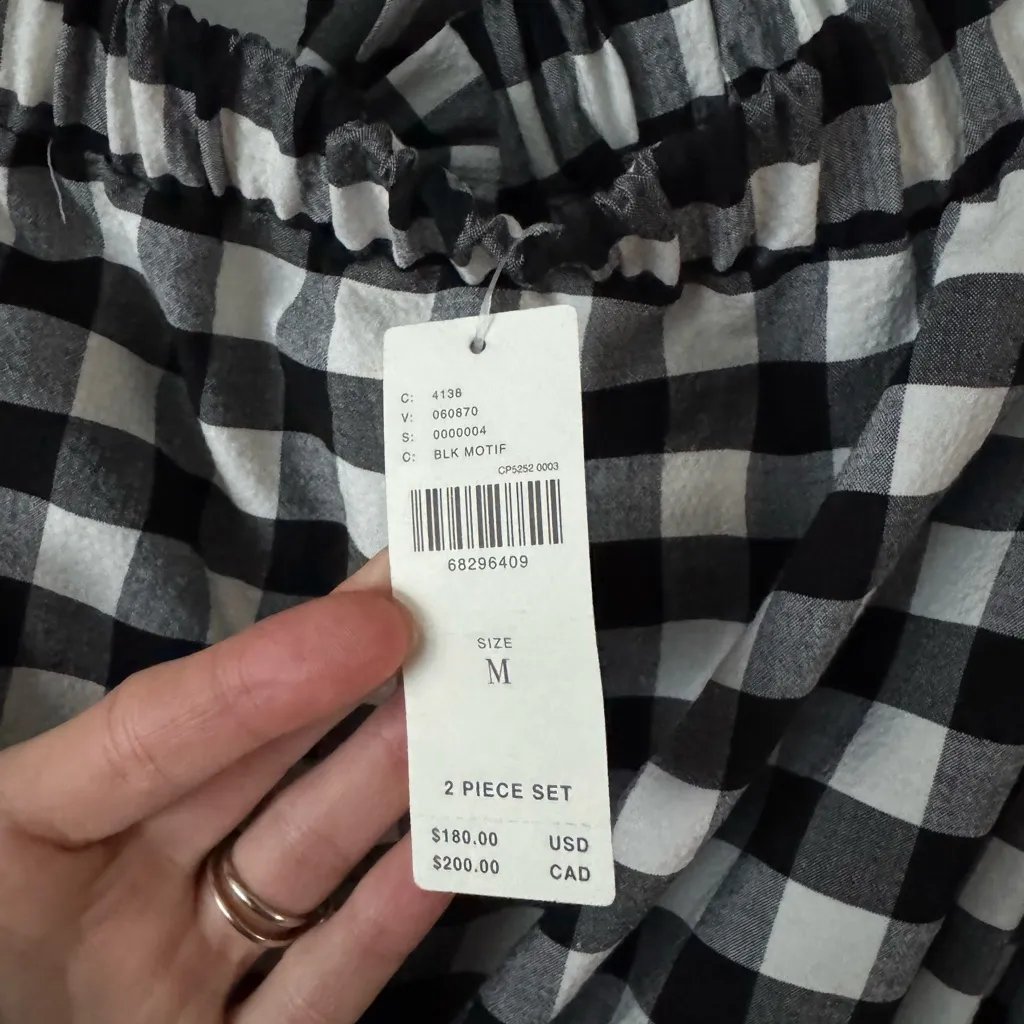 C: 4138
V: 060870
S: 0000004
C: BLK MOTIF
CP5252 0003
68296409
SIZE
M
2 PIECE SET
$180.00 USD
$200.00 CAD